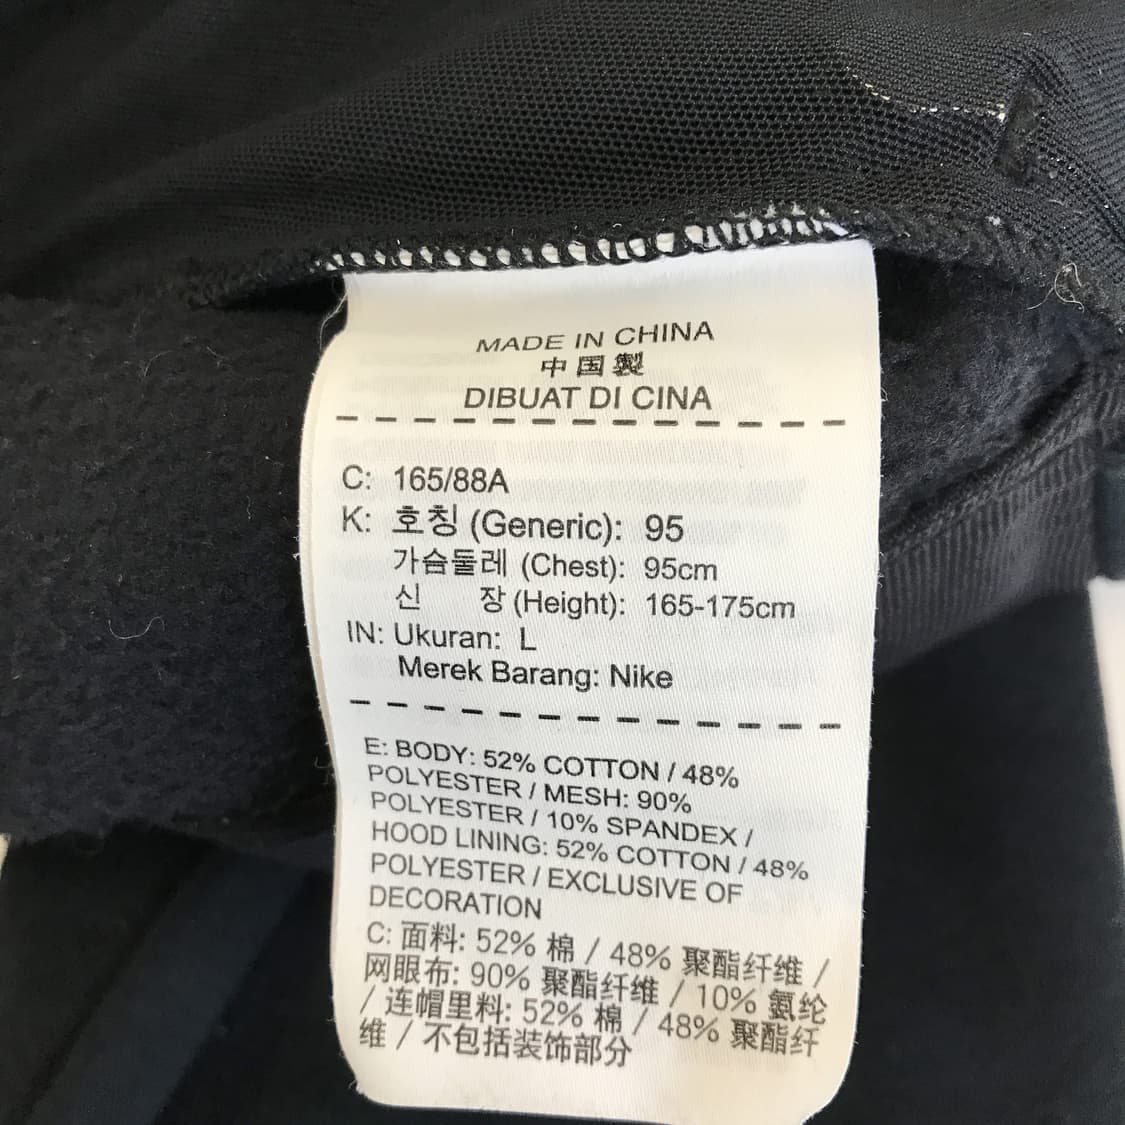 MADE IN CHINA
中国製
DIBUAT DI CINA
C: 165/88A
K: 호칭 (Generic): 95
가슴둘레 (Chest): 95cm
신 장 (Height): 165-175cm
IN: Ukuran: L
Merek Barang: Nike
E: BODY: 52% COTTON / 48%
POLYESTER / MESH: 90%
POLYESTER / 10% SPANDEX /
HOOD LINING: 52% COTTON / 48%
POLYESTER / EXCLUSIVE OF
DECORATION
C: 面料: 52% 棉 / 48% 聚酯纤维 /
网眼布: 90% 聚酯纤维 / 10% 氨纶
/ 连帽里料: 52% 棉 / 48% 聚酯纤
维 / 不包括装饰部分